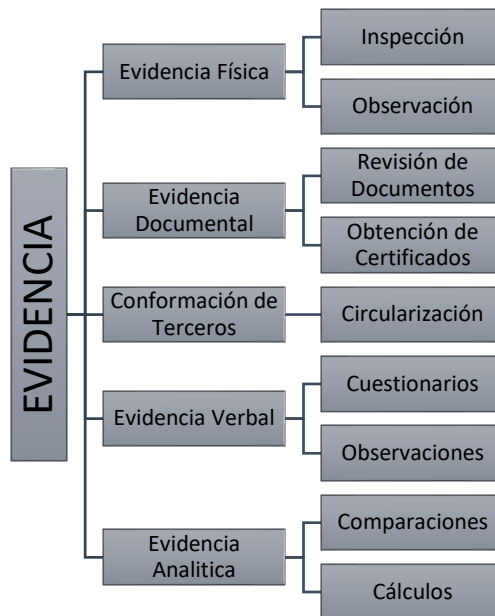 EVIDENCIA
Evidencia Física
Inspección
Observación
Evidencia
Documental
Revisión de
Documentos
Obtención de
Certificados
Conformación de
Terceros
Circularización
Evidencia Verbal
Cuestionarios
Observaciones
Evidencia
Analitica
Comparaciones
Cálculos